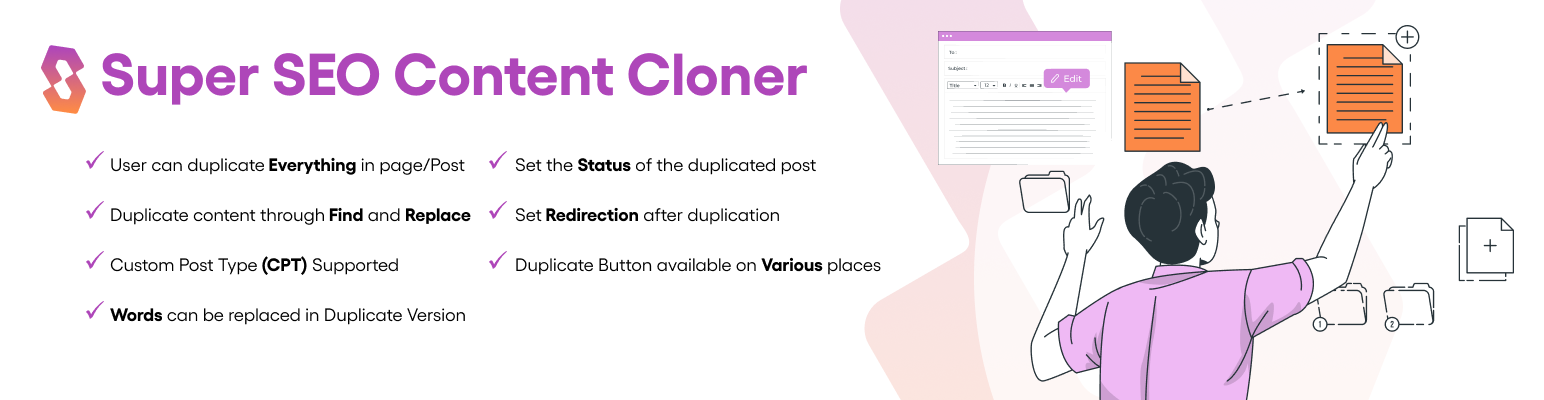 Super SEO Content Cloner
User can duplicate Everything in page/Post
Duplicate content through Find and Replace
Custom Post Type (CPT) Supported
Words can be replaced in Duplicate Version
Set the Status of the duplicated post
Set Redirection after duplication
Duplicate Button available on Various places
To:
Subject:
Edit
Title 12 B I U
1
2